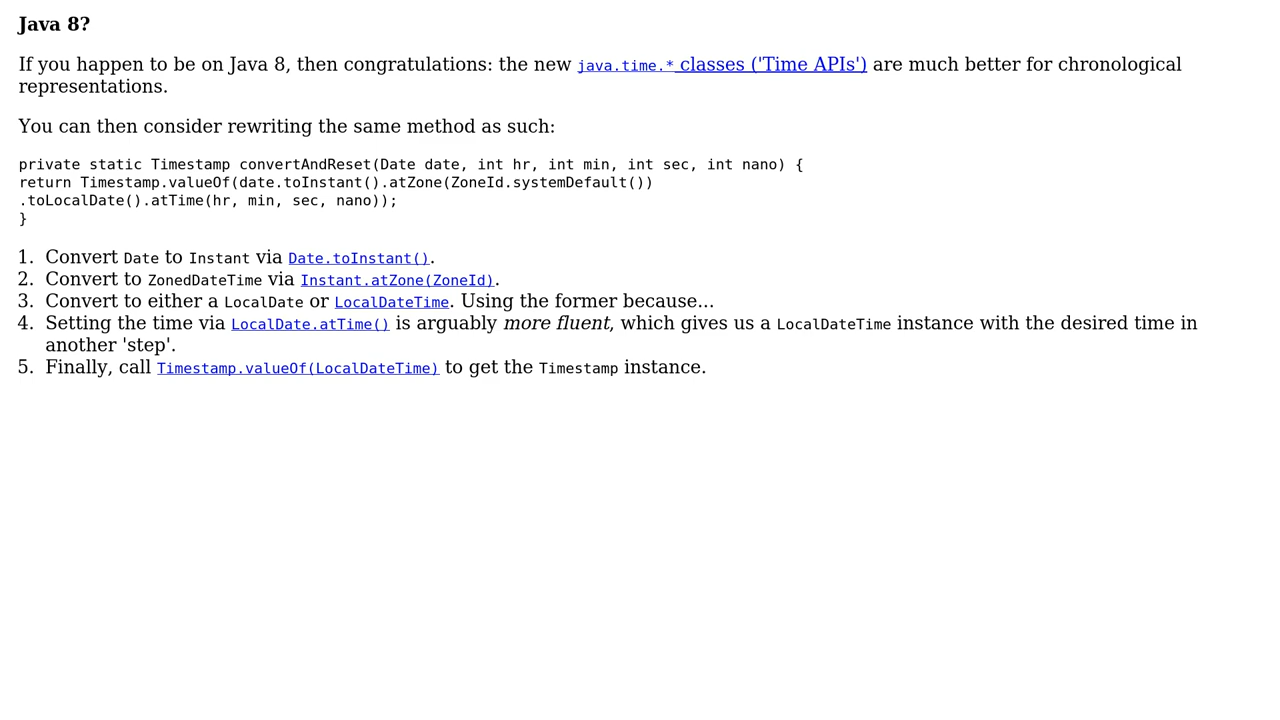 Java 8?
If you happen to be on Java 8, then congratulations: the new java.time.* classes ('Time APIs') are much better for chronological
representations.
You can then consider rewriting the same method as such:
private static Timestamp convertAndReset(Date date, int hr, int min, int sec, int nano) {
return Timestamp.valueOf(date.toInstant().atZone(ZoneId.systemDefault())
.toLocalDate().atTime(hr, min, sec, nano));
}
1. Convert Date to Instant via Date.toInstant().
2. Convert to ZonedDateTime via Instant.atZone(ZoneId).
3. Convert to either a LocalDate or LocalDateTime. Using the former because...
4. Setting the time via LocalDate.atTime() is arguably more fluent, which gives us a LocalDateTime instance with the desired time in
another 'step'.
5. Finally, call Timestamp.valueOf(LocalDateTime) to get the Timestamp instance.